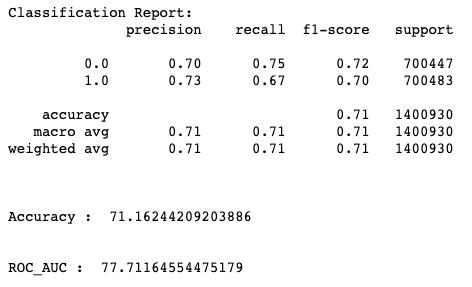 Classification Report:
precision recall f1-score support
0.0 0.70 0.75 0.72 700447
1.0 0.73 0.67 0.70 700483
accuracy 0.71 1400930
macro avg 0.71 0.71 0.71 1400930
weighted avg 0.71 0.71 0.71 1400930
Accuracy : 71.16244209203886
ROC_AUC : 77.71164554475179